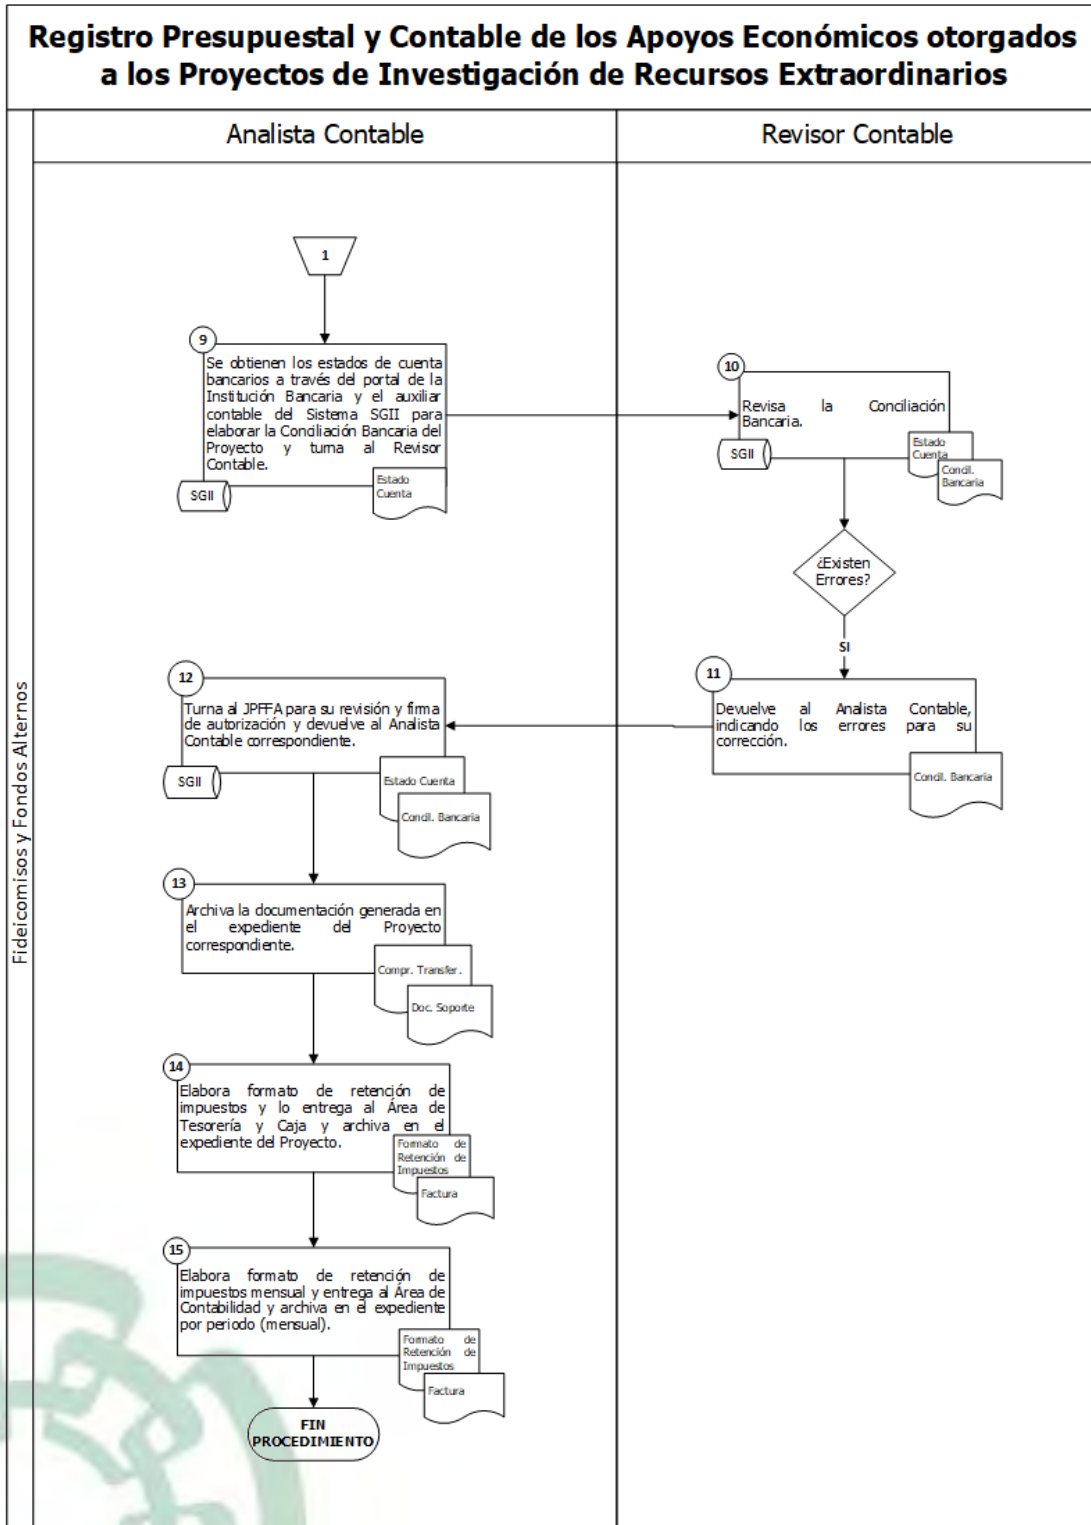 Registro Presupuestal y Contable de los Apoyos Económicos otorgados
a los Proyectos de Investigación de Recursos Extraordinarios
Analista Contable
Revisor Contable
Fideicomisos y Fondos Alternos
1
9
Se obtienen los estados de cuenta
bancarios a través del portal de la
Institución Bancaria y el auxiliar
contable del Sistema SGII para
elaborar la Conciliación Bancaria del
Proyecto y turna al Revisor
Contable.
SGII
Estado
Cuenta
10
Revisa la Conciliación
Bancaria.
SGII
Estado
Cuenta
Concil.
Bancaria
¿Existen
Errores?
SI
11
Devuelve al Analista Contable,
indicando los errores para su
corrección.
Concil. Bancaria
12
Turna al JPFFA para su revisión y firma
de autorización y devuelve al Analista
Contable correspondiente.
SGII
Estado Cuenta
Concil. Bancaria
13
Archiva la documentación generada en
el expediente del Proyecto
correspondiente.
Compr. Transfer.
Doc. Soporte
14
Elabora formato de retención de
impuestos y lo entrega al Área de
Tesorería y Caja y archiva en el
expediente del Proyecto.
Formato de
Retención de
Impuestos
Factura
15
Elabora formato de retención de
impuestos mensual y entrega al Área de
Contabilidad y archiva en el expediente
por periodo (mensual).
Formato de
Retención de
Impuestos
Factura
FIN
PROCEDIMIENTO